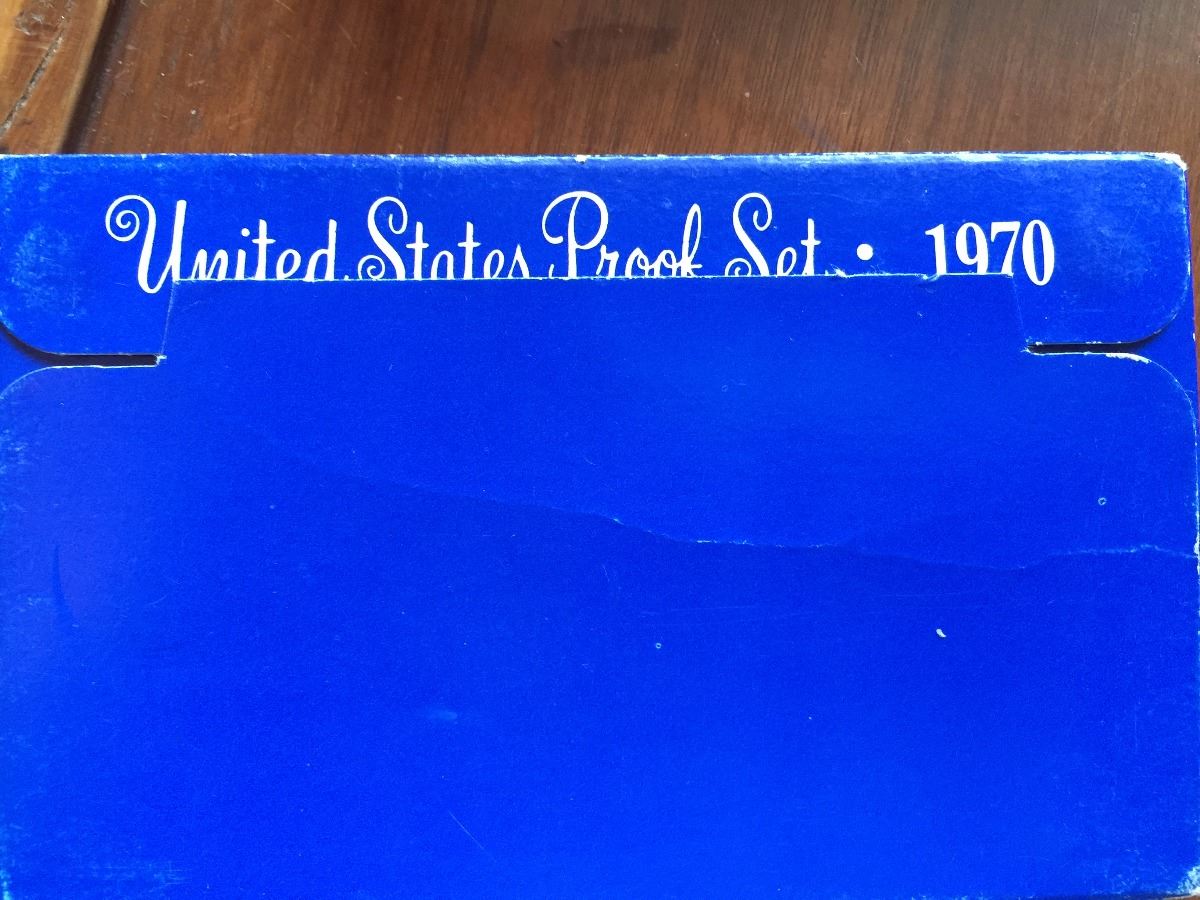 United States Proof Set • 1970